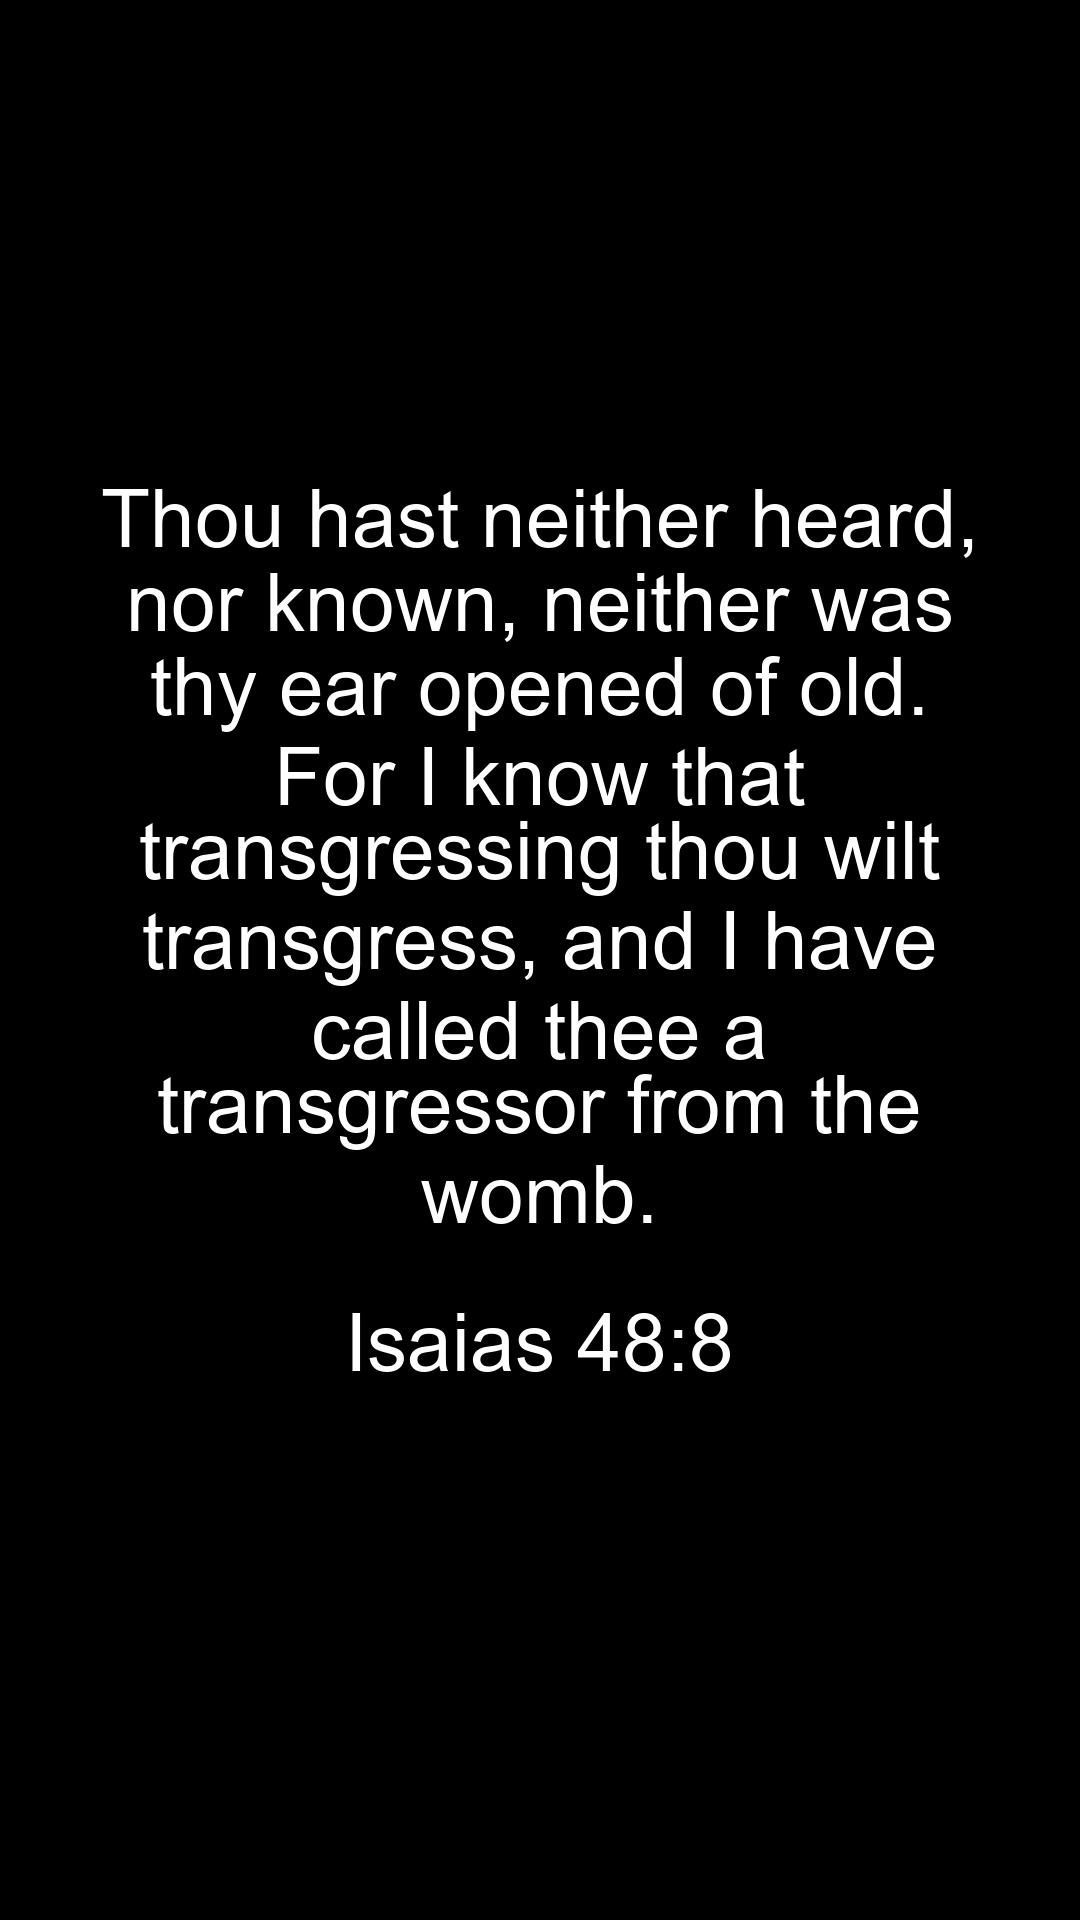 Thou hast neither heard,
nor known, neither was
thy ear opened of old.
For I know that
transgressing thou wilt
transgress, and I have
called thee a
transgressor from the
womb.
Isaias 48:8